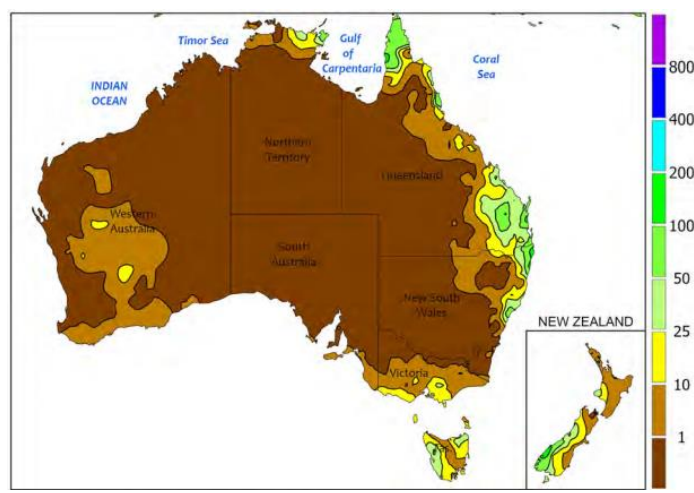 Timor Sea
Gulf
of
Carpentaria
Coral
Sea
INDIAN
OCEAN
Northern
Territory
Queensland
Western
Australia
South
Australia
New South
Wales
Victoria
NEW ZEALAND
800
400
200
100
50
25
10
1